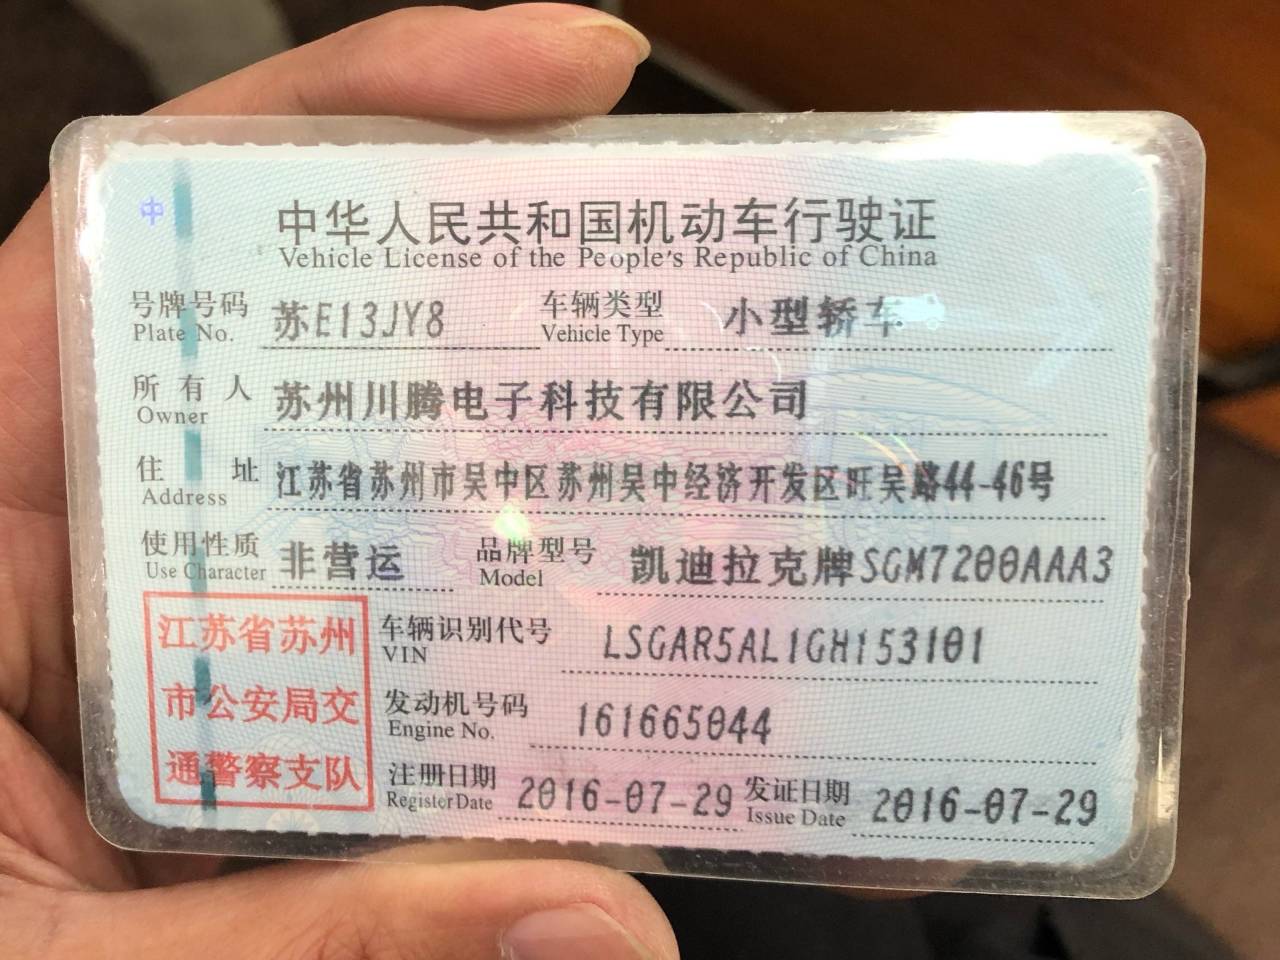 中
中华人民共和国机动车行驶证
Vehicle License of the People's Republic of China
号牌号码 苏E13JY8 车辆类型 小型轿车
Plate No. Vehicle Type
所有人 苏州川腾电子科技有限公司
Owner
住址 江苏省苏州市吴中区苏州吴中经济开发区旺吴路44-46号
Address
使用性质 非营运 品牌型号 凯迪拉克牌SGM7200AAA3
Use Character Model
江苏省苏州
市公安局交
通警察支队
车辆识别代号 LSGAR5AL1GH153101
VIN
发动机号码 161665044
Engine No.
注册日期 2016-07-29 发证日期 2016-07-29
Register Date Issue Date